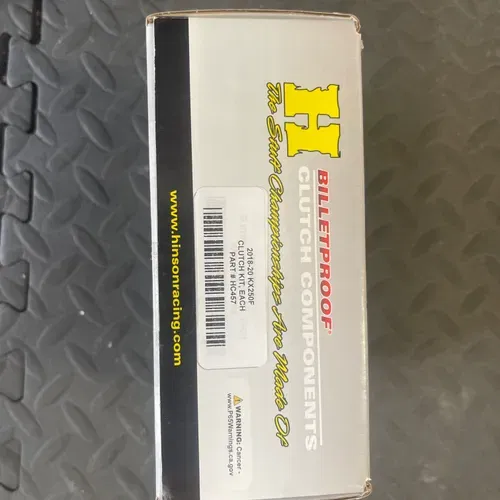 H
BILLETPROOF®
CLUTCH COMPONENTS
The Stuff Championships Are Made Of
2018-20 KX250F
CLUTCH KIT; EACH
PART # HC457
WARNING: Cancer -
www.P65Warnings.ca.gov
www.hinsonracing.com